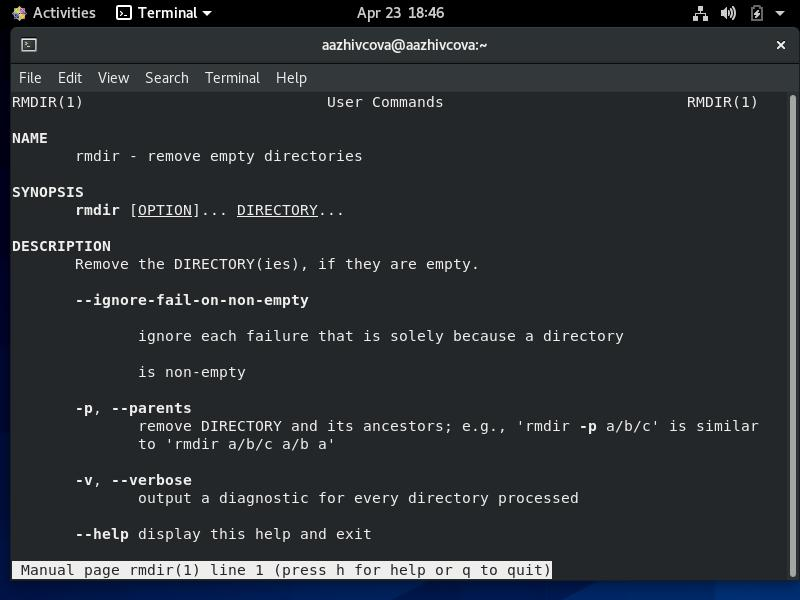 Activities Terminal Apr 23 18:46
aazhivcova@aazhivcova:~
File Edit View Search Terminal Help
RMDIR(1) User Commands RMDIR(1)
NAME
rmdir - remove empty directories
SYNOPSIS
rmdir [OPTION]... DIRECTORY...
DESCRIPTION
Remove the DIRECTORY(ies), if they are empty.
--ignore-fail-on-non-empty
ignore each failure that is solely because a directory
is non-empty
-p, --parents
remove DIRECTORY and its ancestors; e.g., 'rmdir -p a/b/c' is similar
to 'rmdir a/b/c a/b a'
-v, --verbose
output a diagnostic for every directory processed
--help display this help and exit
Manual page rmdir(1) line 1 (press h for help or q to quit)